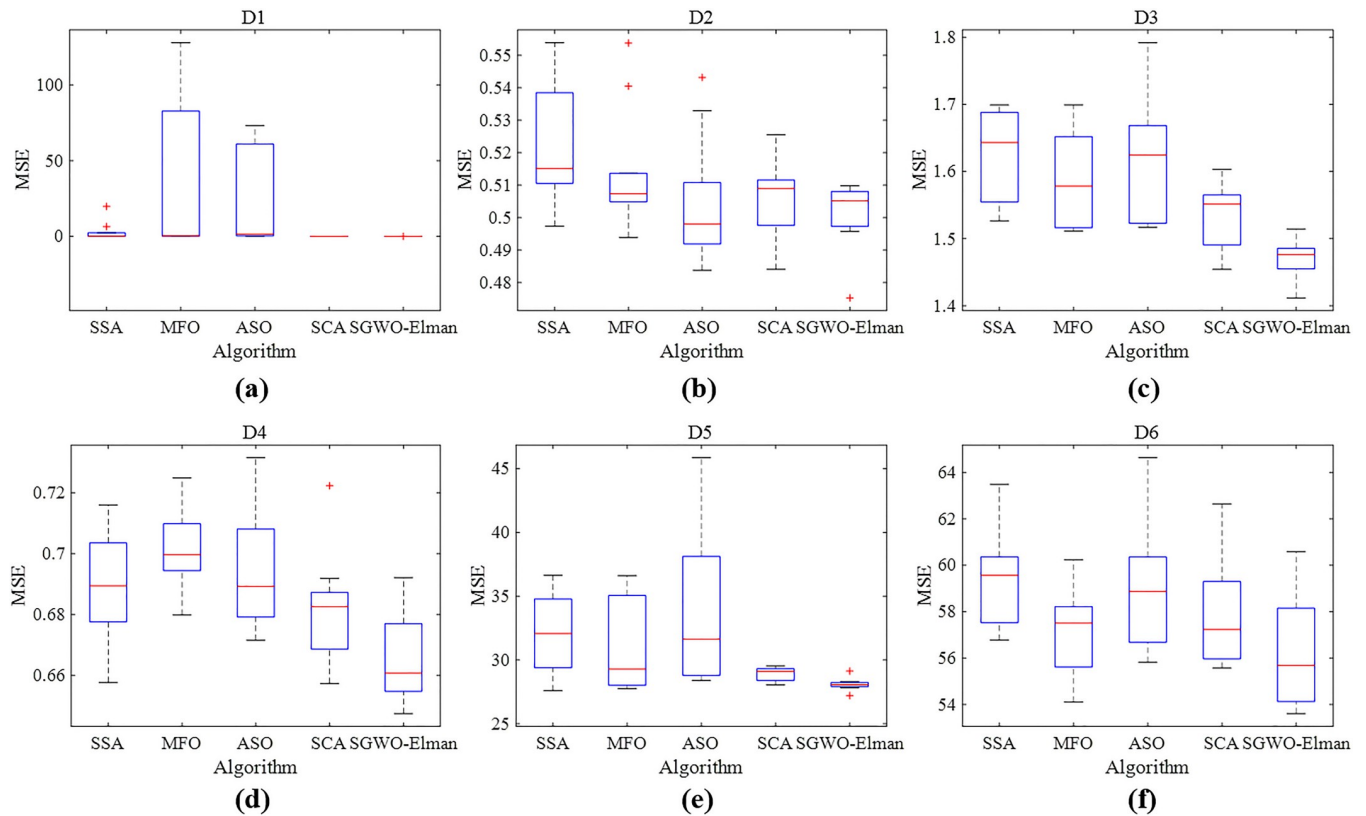 D1
MSE
100
50
0
SSA MFO ASO SCA SGWO-Elman
Algorithm
(a)
D2
MSE
0.55
0.54
0.53
0.52
0.51
0.5
0.49
0.48
SSA MFO ASO SCA SGWO-Elman
Algorithm
(b)
D3
MSE
1.8
1.7
1.6
1.5
1.4
SSA MFO ASO SCA SGWO-Elman
Algorithm
(c)
D4
MSE
0.72
0.7
0.68
0.66
SSA MFO ASO SCA SGWO-Elman
Algorithm
(d)
D5
MSE
45
40
35
30
25
SSA MFO ASO SCA SGWO-Elman
Algorithm
(e)
D6
MSE
64
62
60
58
56
54
SSA MFO ASO SCA SGWO-Elman
Algorithm
(f)